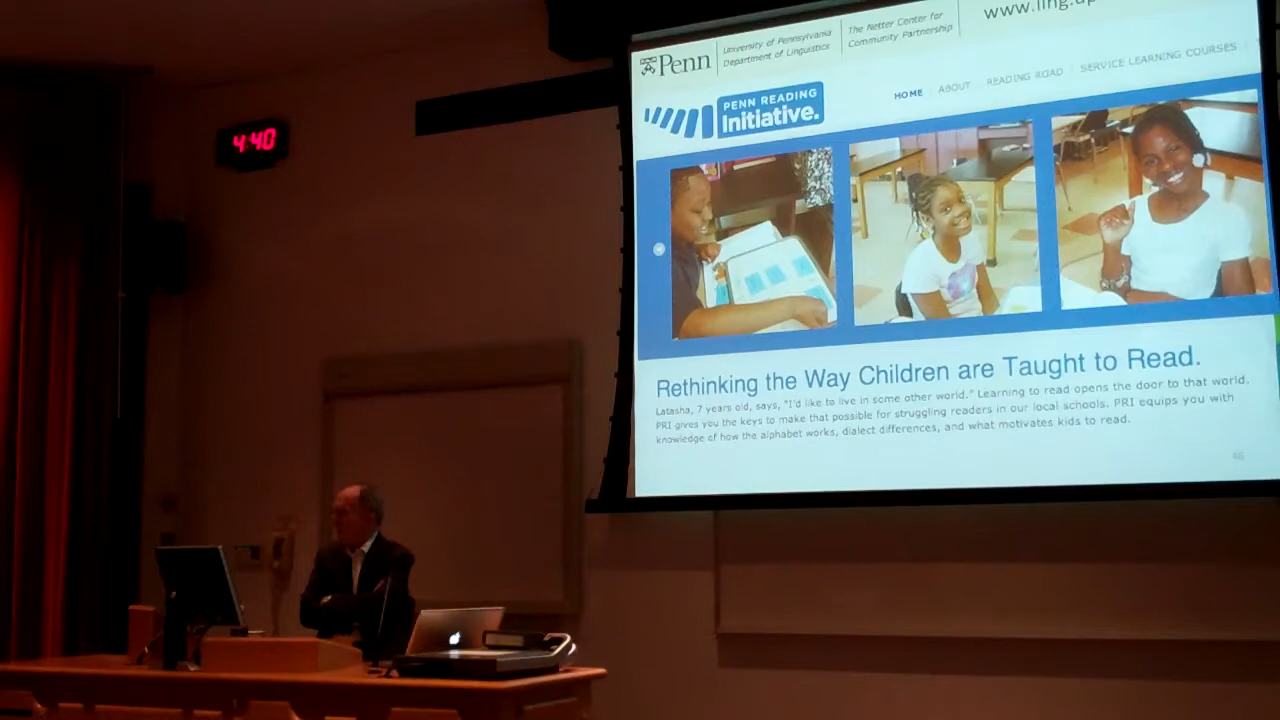 4:40
Penn
University of Pennsylvania
Department of Linguistics
The Netter Center for
Community Partnership
PENN READING
Initiative.
HOME ABOUT READING ROAD SERVICE LEARNING COURSES
Rethinking the Way Children are Taught to Read.
Latasha, 7 years old, says, "I'd like to live in some other world." Learning to read opens the door to that world.
PRI gives you the keys to make that possible for struggling readers in our local schools. PRI equips you with
knowledge of how the alphabet works, dialect differences, and what motivates kids to read.
46